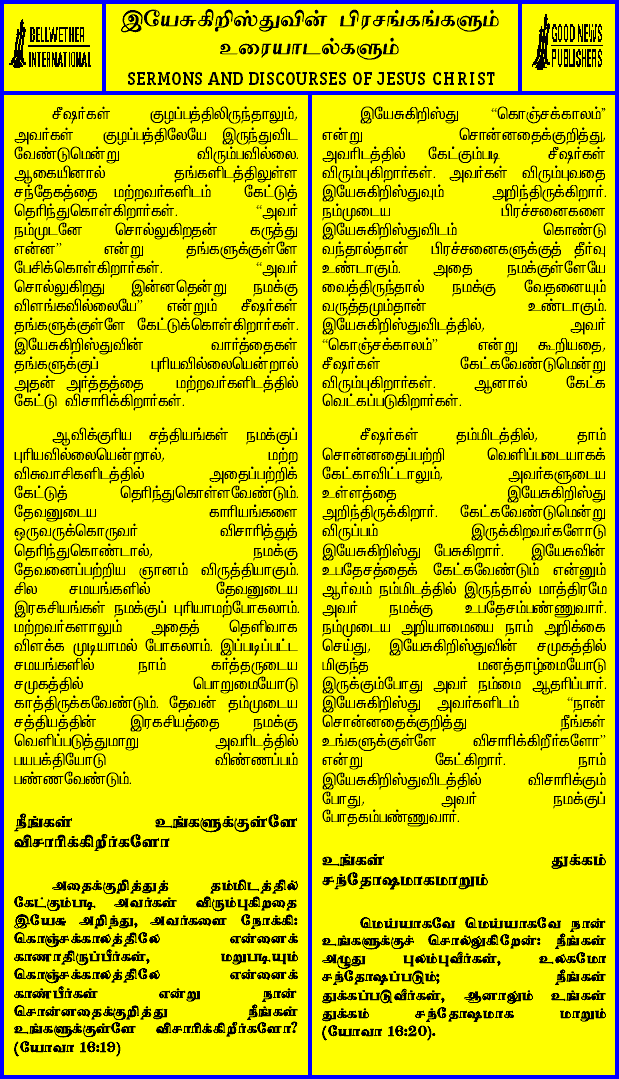 BELLWETHER
INTERNATIONAL
இயேசுகிறிஸ்துவின் பிரசங்கங்களும்
உரையாடல்களும்
SERMONS AND DISCOURSES OF JESUS CHRIST
GOOD NEWS
PUBLISHERS
சீஷர்கள் குழப்பத்திலிருந்தாலும்,
அவர்கள் குழப்பத்திலேயே இருந்துவிட
வேண்டுமென்று விரும்பவில்லை.
ஆகையினால் தங்களிடத்திலுள்ள
சந்தேகத்தை மற்றவர்களிடம் கேட்டுத்
தெரிந்துகொள்கிறார்கள். “அவர்
நம்முடனே சொல்லுகிறதன் கருத்து
என்ன” என்று தங்களுக்குள்ளே
பேசிக்கொள்கிறார்கள். “அவர்
சொல்லுகிறது இன்னதென்று நமக்கு
விளங்கவில்லையே” என்றும் சீஷர்கள்
தங்களுக்குள்ளே கேட்டுக்கொள்கிறார்கள்.
இயேசுகிறிஸ்துவின் வார்த்தைகள்
தங்களுக்குப் புரியவில்லையென்றால்
அதன் அர்த்தத்தை மற்றவர்களிடத்தில்
கேட்டு விசாரிக்கிறார்கள்.
ஆவிக்குரிய சத்தியங்கள் நமக்குப்
புரியவில்லையென்றால், மற்ற
விசுவாசிகளிடத்தில் அதைப்பற்றிக்
கேட்டுத் தெரிந்துகொள்ளவேண்டும்.
தேவனுடைய காரியங்களை
ஒருவருக்கொருவர் விசாரித்துத்
தெரிந்துகொண்டால், நமக்கு
தேவனைப்பற்றிய ஞானம் விருத்தியாகும்.
சில சமயங்களில் தேவனுடைய
இரகசியங்கள் நமக்குப் புரியாமற்போகலாம்.
மற்றவர்களாலும் அதைத் தெளிவாக
விளக்க முடியாமல் போகலாம். இப்படிப்பட்ட
சமயங்களில் நாம் கர்த்தருடைய
சமுகத்தில் பொறுமையோடு
காத்திருக்கவேண்டும். தேவன் தம்முடைய
சத்தியத்தின் இரகசியத்தை நமக்கு
வெளிப்படுத்துமாறு அவரிடத்தில்
பயபக்தியோடு விண்ணப்பம்
பண்ணவேண்டும்.
நீங்கள் உங்களுக்குள்ளே
விசாரிக்கிறீர்களோ
அதைக்குறித்துத் தம்மிடத்தில்
கேட்கும்படி அவர்கள் விரும்புகிறதை
இயேசு அறிந்து, அவர்களை நோக்கி:
கொஞ்சக்காலத்திலே என்னைக்
காணாதிருப்பீர்கள், மறுபடியும்
கொஞ்சக்காலத்திலே என்னைக்
காண்பீர்கள் என்று நான்
சொன்னதைக்குறித்து நீங்கள்
உங்களுக்குள்ளே விசாரிக்கிறீர்களோ?
(யோவா 16:19)
இயேசுகிறிஸ்து “கொஞ்சக்காலம்”
என்று சொன்னதைக்குறித்து,
அவரிடத்தில் கேட்கும்படி சீஷர்கள்
விரும்புகிறார்கள். அவர்கள் விரும்புவதை
இயேசுகிறிஸ்துவும் அறிந்திருக்கிறார்.
நம்முடைய பிரச்சனைகளை
இயேசுகிறிஸ்துவிடம் கொண்டு
வந்தால்தான் பிரச்சனைகளுக்குத் தீர்வு
உண்டாகும். அதை நமக்குள்ளேயே
வைத்திருந்தால் நமக்கு வேதனையும்
வருத்தமும்தான் உண்டாகும்.
இயேசுகிறிஸ்துவிடத்தில், அவர்
“கொஞ்சக்காலம்” என்று கூறியதை,
சீஷர்கள் கேட்கவேண்டுமென்று
விரும்புகிறார்கள். ஆனால் கேட்க
வெட்கப்படுகிறார்கள்.
சீஷர்கள் தம்மிடத்தில், தாம்
சொன்னதைப்பற்றி வெளிப்படையாகக்
கேட்காவிட்டாலும், அவர்களுடைய
உள்ளத்தை இயேசுகிறிஸ்து
அறிந்திருக்கிறார். கேட்கவேண்டுமென்று
விருப்பம் இருக்கிறவர்களோடு
இயேசுகிறிஸ்து பேசுகிறார். இயேசுவின்
உபதேசத்தைக் கேட்கவேண்டும் என்னும்
ஆர்வம் நம்மிடத்தில் இருந்தால் மாத்திரமே
அவர் நமக்கு உபதேசம்பண்ணுவார்.
நம்முடைய அறியாமையை நாம் அறிக்கை
செய்து, இயேசுகிறிஸ்துவின் சமுகத்தில்
மிகுந்த மனத்தாழ்மையோடு
இருக்கும்போது அவர் நம்மை ஆதரிப்பார்.
இயேசுகிறிஸ்து அவர்களிடம் “நான்
சொன்னதைக்குறித்து நீங்கள்
உங்களுக்குள்ளே விசாரிக்கிறீர்களோ”
என்று கேட்கிறார். நாம்
இயேசுகிறிஸ்துவிடத்தில் விசாரிக்கும்
போது, அவர் நமக்குப்
போதகம்பண்ணுவார்.
உங்கள் துக்கம்
சந்தோஷமாகமாறும்
மெய்யாகவே மெய்யாகவே நான்
உங்களுக்குச் சொல்லுகிறேன்: நீங்கள்
அழுது புலம்புவீர்கள், உலகமோ
சந்தோஷப்படும்; நீங்கள்
துக்கப்படுவீர்கள், ஆனாலும் உங்கள்
துக்கம் சந்தோஷமாக மாறும்
(யோவா 16:20).